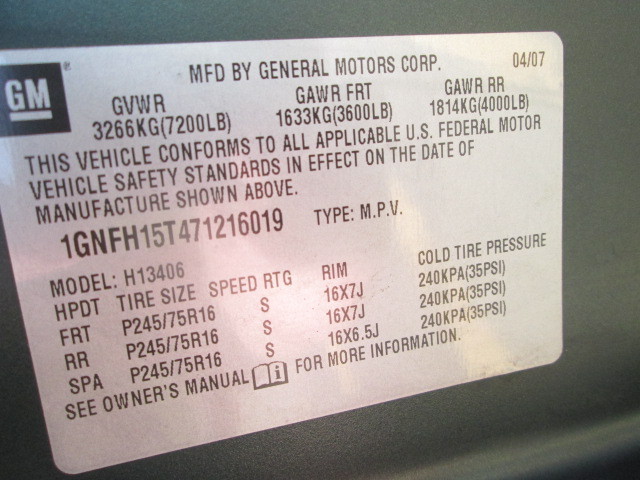 GM ®
MFD BY GENERAL MOTORS CORP. 04/07
GVWR GAWR FRT GAWR RR
3266KG(7200LB) 1633KG(3600LB) 1814KG(4000LB)
THIS VEHICLE CONFORMS TO ALL APPLICABLE U.S. FEDERAL MOTOR
VEHICLE SAFETY STANDARDS IN EFFECT ON THE DATE OF
MANUFACTURE SHOWN ABOVE.
1GNFH15T471216019 TYPE: M.P.V.
MODEL: H13406
HPDT TIRE SIZE SPEED RTG RIM COLD TIRE PRESSURE
FRT P245/75R16 S 16X7J 240KPA(35PSI)
RR P245/75R16 S 16X7J 240KPA(35PSI)
SPA P245/75R16 S 16X6.5J 240KPA(35PSI)
SEE OWNER'S MANUAL FOR MORE INFORMATION.